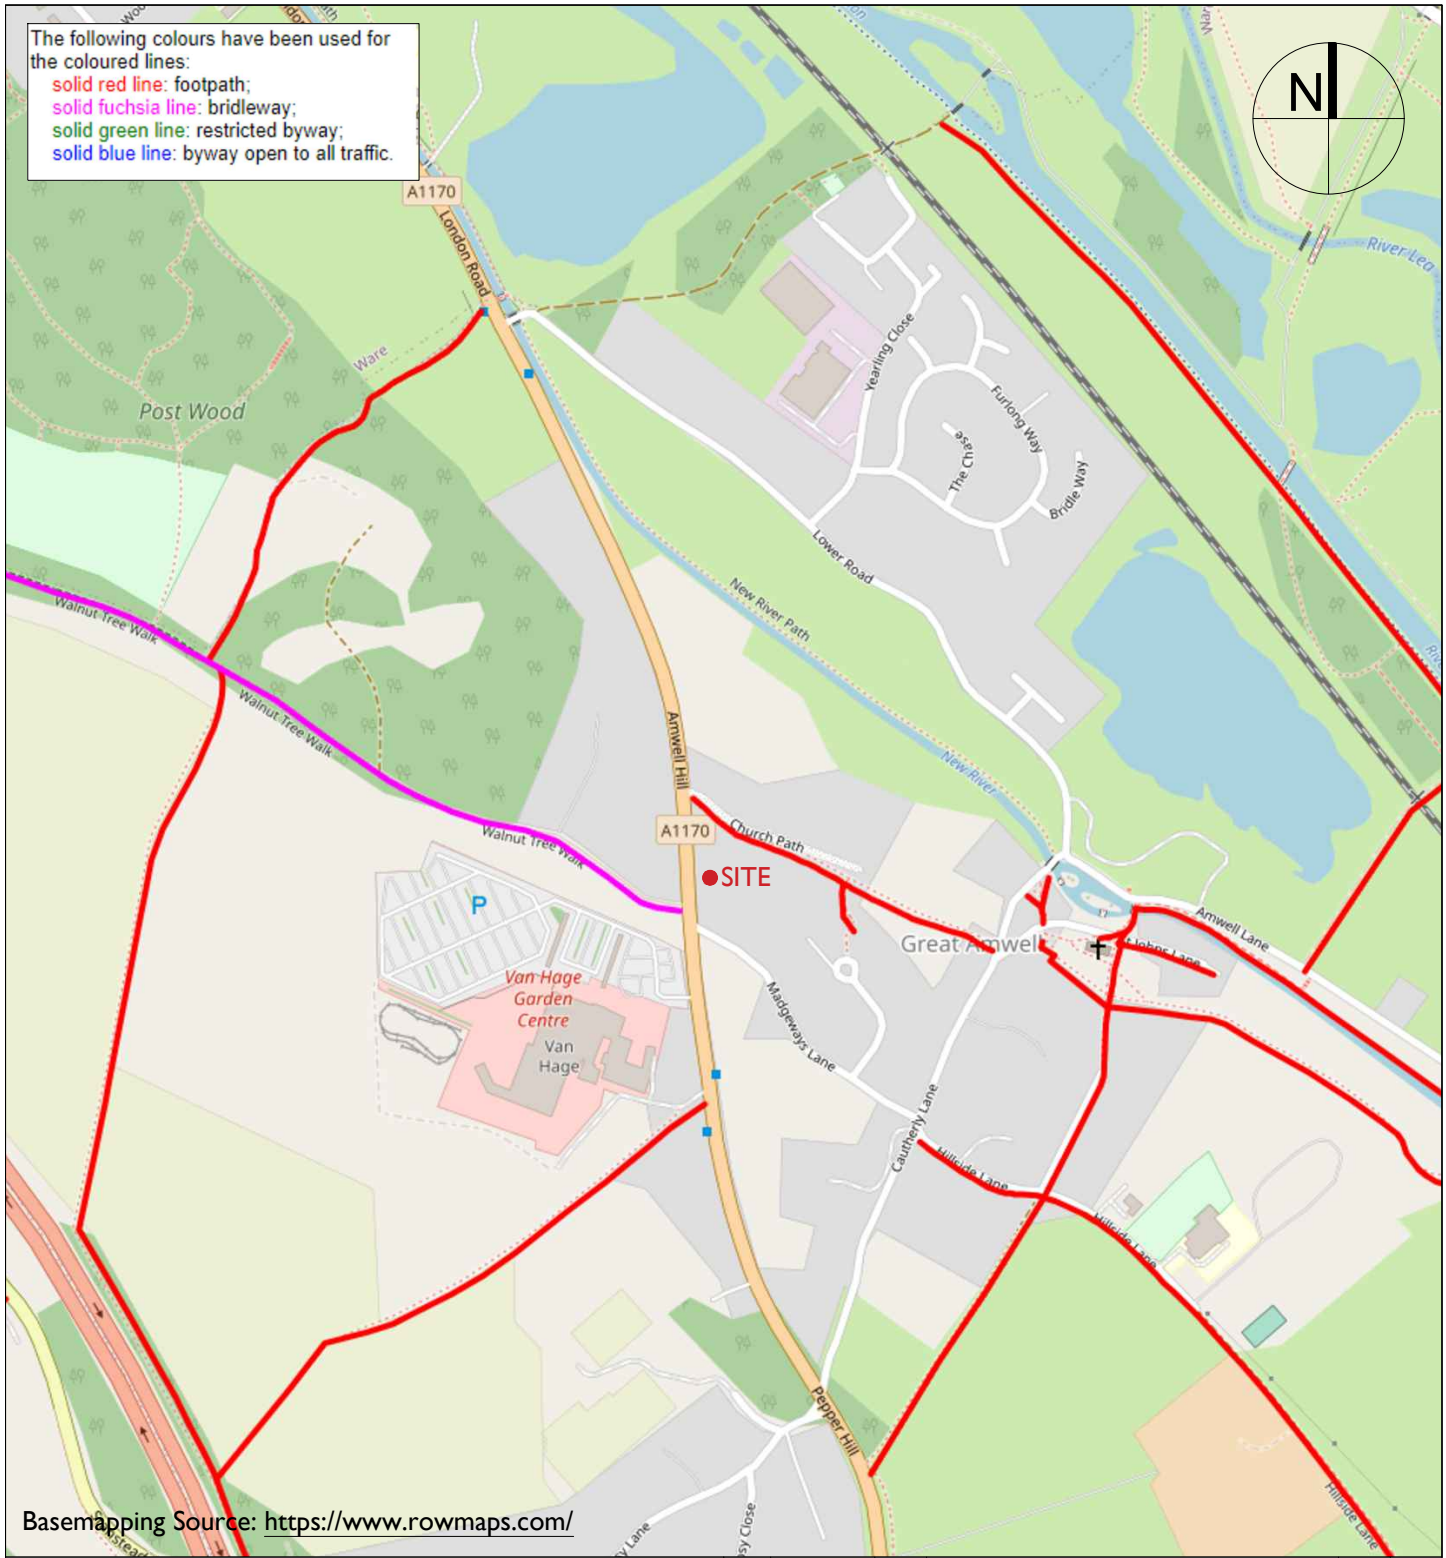 The following colours have been used for
the coloured lines:
solid red line: footpath;
solid fuchsia line: bridleway;
solid green line: restricted byway;
solid blue line: byway open to all traffic.
N
A1170
London Road
River Lea
Ware
Post Wood
Yearling Close
Furlong Way
The Chase
Bridle Way
Lower Road
New River Path
Walnut Tree Walk
Walnut Tree Walk
Amwell Hill
New River
A1170
Church Path
Walnut Tree Walk
SITE
P
Great Amwell
Amwell Lane
St Johns Lane
Van Hage
Garden
Centre
Van
Hage
Madgeways Lane
Cautherly Lane
Hillside Lane
Hillside Lane
Pepper Hill
Hillside Lane
Basemapping Source: https://www.rowmaps.com/